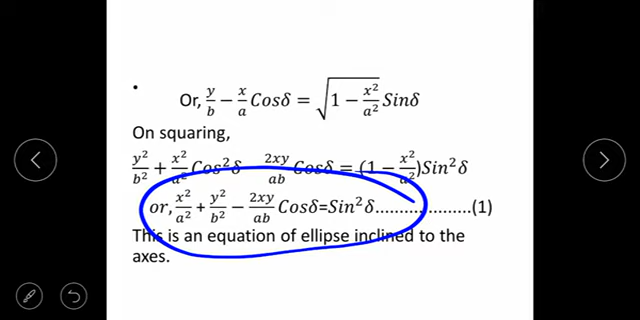 • Or, y/b − x/a Cosδ = √(1 − x²/a²) Sinδ
On squaring,
y²/b² + x²/a² Cos²δ − 2xy/ab Cosδ = (1 − x²/a²)Sin²δ
or, x²/a² + y²/b² − 2xy/ab Cosδ=Sin²δ......................(1)
This is an equation of ellipse inclined to the
axes.